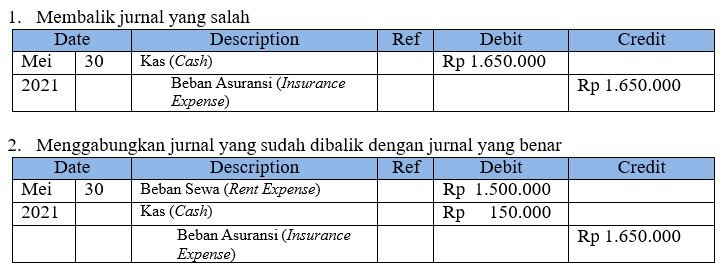 1. Membalik jurnal yang salah
Date Description Ref Debit Credit
Mei 30 Kas (Cash) Rp 1.650.000
2021 Beban Asuransi (Insurance Rp 1.650.000
Expense)
2. Menggabungkan jurnal yang sudah dibalik dengan jurnal yang benar
Date Description Ref Debit Credit
Mei 30 Beban Sewa (Rent Expense) Rp 1.500.000
2021 Kas (Cash) Rp 150.000
Beban Asuransi (Insurance Rp 1.650.000
Expense)